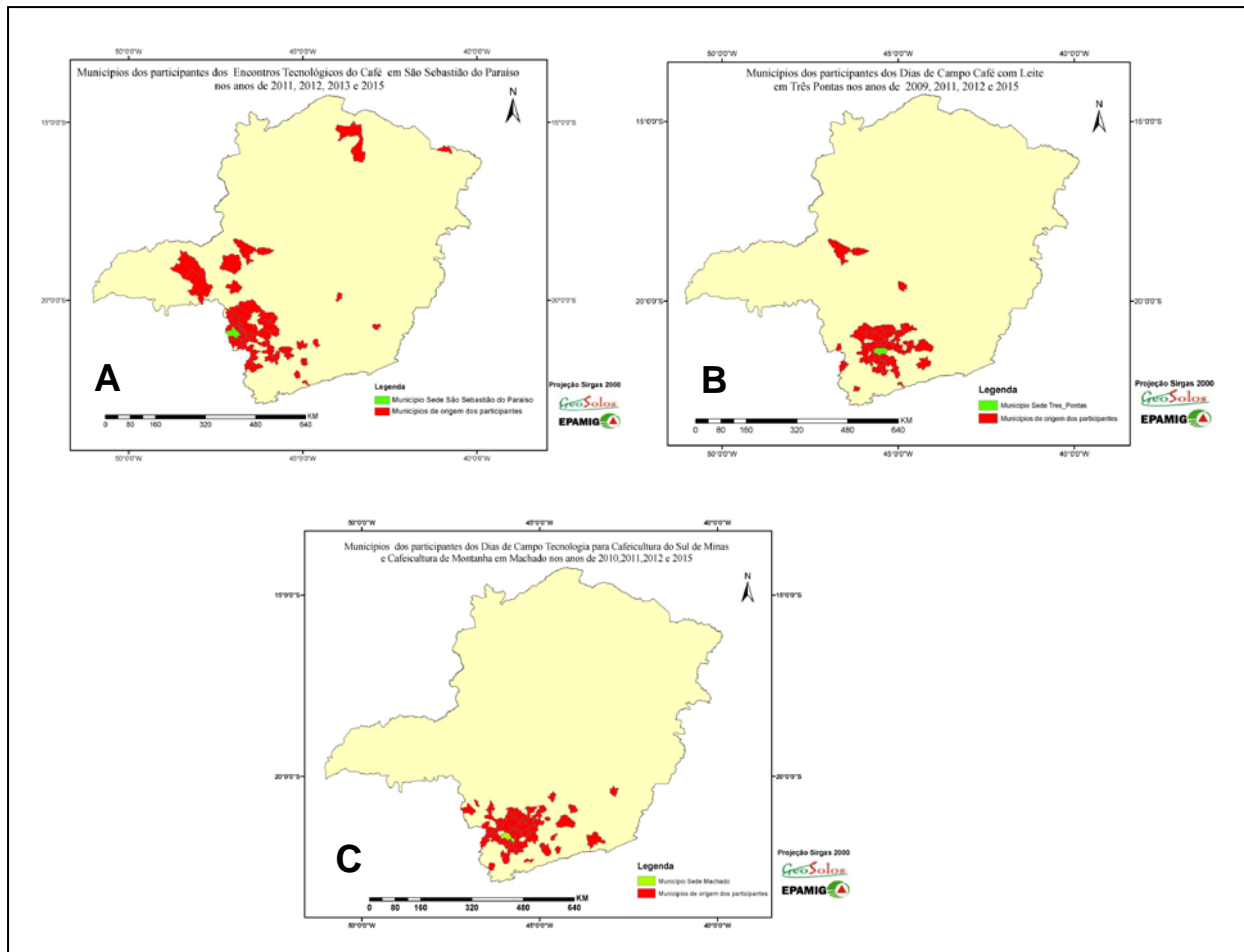 50°0'0"W 45°0'0"W 40°0'0"W
Municípios dos participantes dos Encontros Tecnológicos do Café em São Sebastião do Paraíso
nos anos de 2011, 2012, 2013 e 2015
N
15°0'0"S 15°0'0"S
20°0'0"S 20°0'0"S
A
Legenda
Município Sede São Sebastião do Paraíso
Municípios de origem dos participantes
Projeção Sirgas 2000
GeoSolos
EPAMIG
KM
0 80 160 320 480 640
50°0'0"W 45°0'0"W 40°0'0"W
50°0'0"W 45°0'0"W 40°0'0"W
Municípios dos participantes dos Dias de Campo Café com Leite
em Três Pontas nos anos de 2009, 2011, 2012 e 2015
N
15°0'0"S 15°0'0"S
20°0'0"S 20°0'0"S
B
Legenda
Município Sede Tres_Pontas
Municípios de origem dos participantes
Projeção Sirgas 2000
GeoSolos
EPAMIG
KM
0 80 160 320 480 640
50°0'0"W 45°0'0"W 40°0'0"W
50°0'0"W 45°0'0"W 40°0'0"W
Municípios dos participantes dos Dias de Campo Tecnologia para Cafeicultura do Sul de Minas
e Cafeicultura de Montanha em Machado nos anos de 2010,2011,2012 e 2015
N
15°0'0"S 15°0'0"S
20°0'0"S 20°0'0"S
C
Legenda
Município Sede Machado
Municípios de origem dos participantes
Projeção Sirgas 2000
GeoSolos
EPAMIG
KM
0 80 160 320 480 640
50°0'0"W 45°0'0"W 40°0'0"W